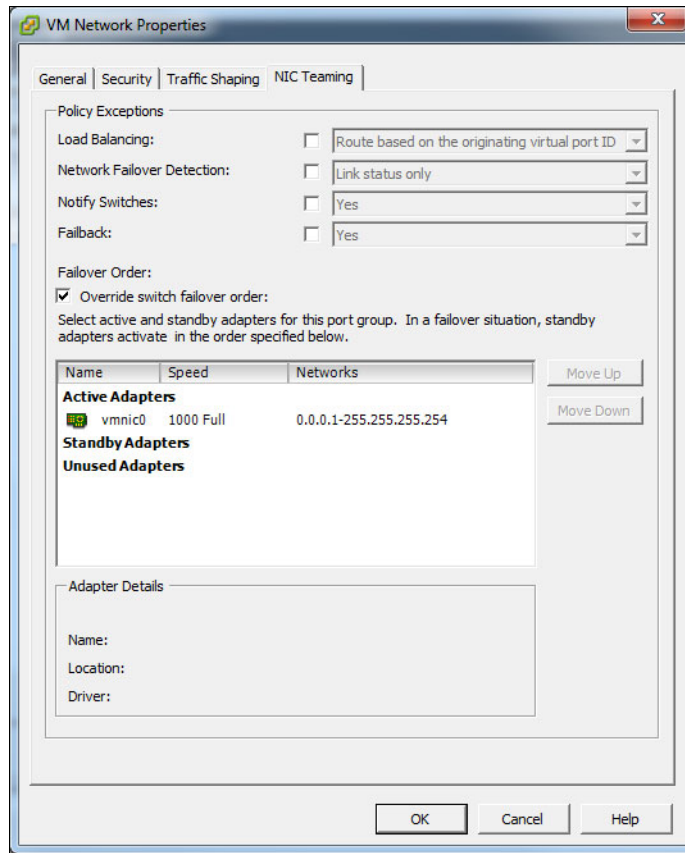 VM Network Properties
General Security Traffic Shaping NIC Teaming
Policy Exceptions
Load Balancing: Route based on the originating virtual port ID
Network Failover Detection: Link status only
Notify Switches: Yes
Failback: Yes
Failover Order:
Override switch failover order:
Select active and standby adapters for this port group. In a failover situation, standby
adapters activate in the order specified below.
Name Speed Networks Move Up
Active Adapters
vmnic0 1000 Full 0.0.0.1-255.255.255.254 Move Down
Standby Adapters
Unused Adapters
Adapter Details
Name:
Location:
Driver:
OK Cancel Help